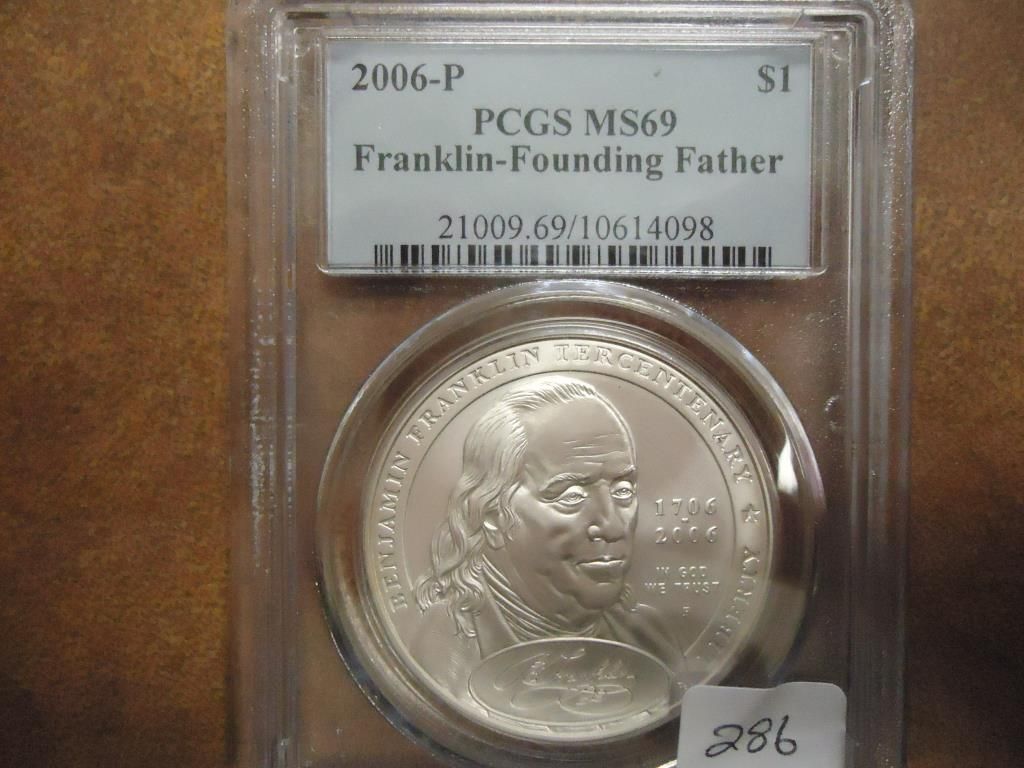 2006-P $1
PCGS MS69
Franklin-Founding Father
21009.69/10614098
BENJAMIN FRANKLIN TERCENTENARY ★ LIBERTY
1706
-
2006
IN GOD
WE TRUST
P
B Franklin
286